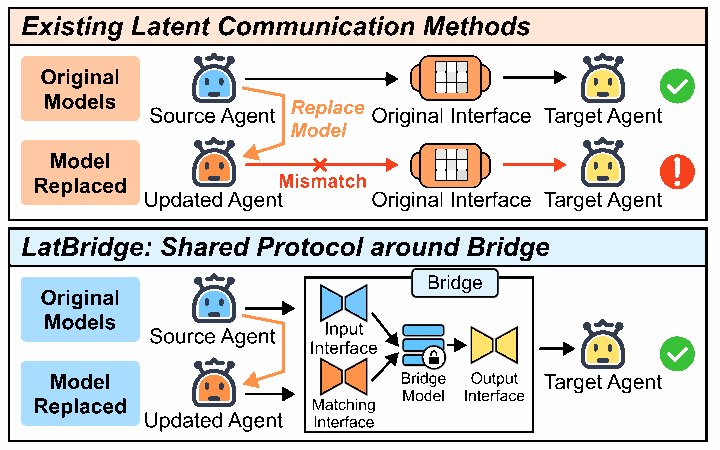 Existing Latent Communication Methods
Original
Models
Source Agent
Original Interface
Target Agent
Replace
Model
Model
Replaced
Updated Agent
Mismatch
Original Interface
Target Agent
LatBridge: Shared Protocol around Bridge
Bridge
Original
Models
Source Agent
Input
Interface
Model
Replaced
Updated Agent
Matching
Interface
Bridge
Model
Output
Interface
Target Agent